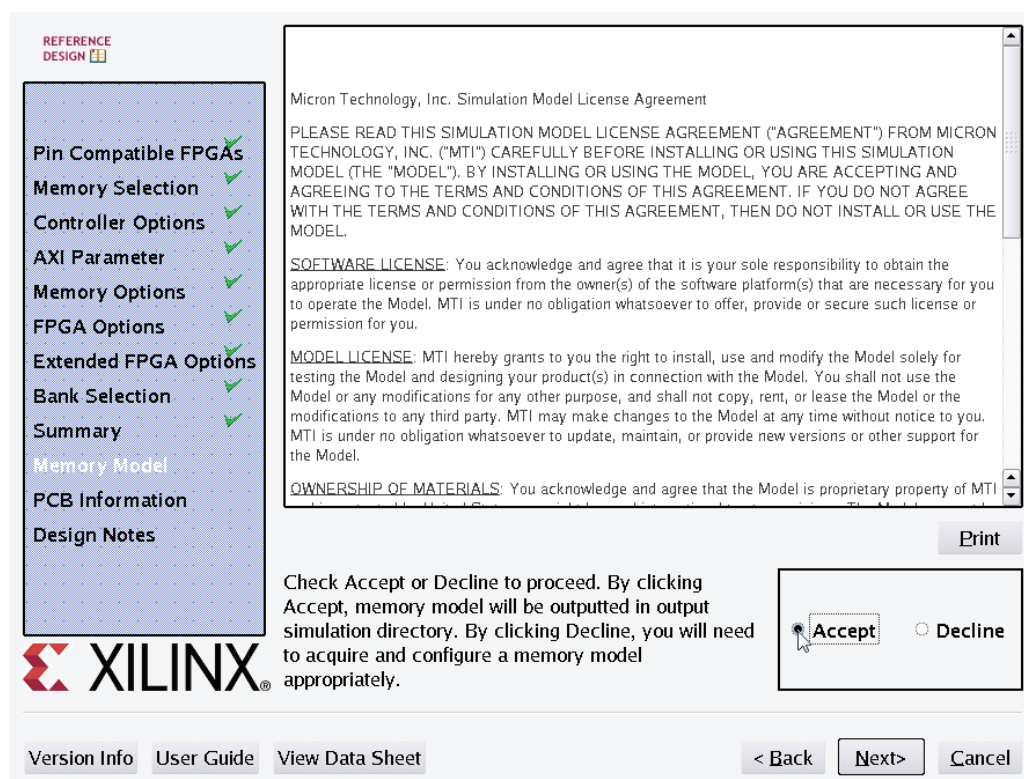 REFERENCE
DESIGN
Pin Compatible FPGAs
Memory Selection
Controller Options
AXI Parameter
Memory Options
FPGA Options
Extended FPGA Options
Bank Selection
Summary
Memory Model
PCB Information
Design Notes
XILINX®
Micron Technology, Inc. Simulation Model License Agreement
PLEASE READ THIS SIMULATION MODEL LICENSE AGREEMENT ("AGREEMENT") FROM MICRON
TECHNOLOGY, INC. ("MTI") CAREFULLY BEFORE INSTALLING OR USING THIS SIMULATION
MODEL (THE "MODEL"). BY INSTALLING OR USING THE MODEL, YOU ARE ACCEPTING AND
AGREEING TO THE TERMS AND CONDITIONS OF THIS AGREEMENT. IF YOU DO NOT AGREE
WITH THE TERMS AND CONDITIONS OF THIS AGREEMENT, THEN DO NOT INSTALL OR USE THE
MODEL.
SOFTWARE LICENSE: You acknowledge and agree that it is your sole responsibility to obtain the
appropriate license or permission from the owner(s) of the software platform(s) that are necessary for you
to operate the Model. MTI is under no obligation whatsoever to offer, provide or secure such license or
permission for you.
MODEL LICENSE: MTI hereby grants to you the right to install, use and modify the Model solely for
testing the Model and designing your product(s) in connection with the Model. You shall not use the
Model or any modifications for any other purpose, and shall not copy, rent, or lease the Model or the
modifications to any third party. MTI may make changes to the Model at any time without notice to you.
MTI is under no obligation whatsoever to update, maintain, or provide new versions or other support for
the Model.
OWNERSHIP OF MATERIALS: You acknowledge and agree that the Model is proprietary property of MTI
Print
Check Accept or Decline to proceed. By clicking
Accept, memory model will be outputted in output
simulation directory. By clicking Decline, you will need
to acquire and configure a memory model
appropriately.
Accept
Decline
Version Info
User Guide
View Data Sheet
< Back
Next>
Cancel